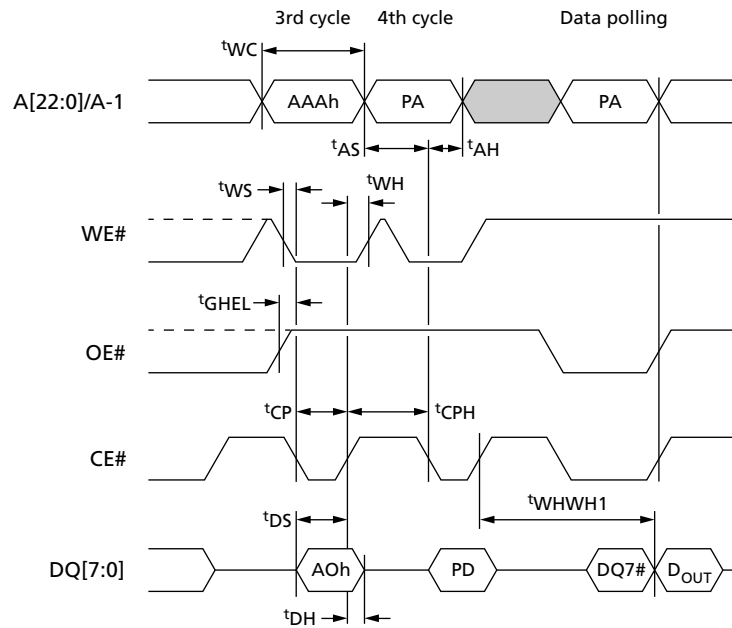 3rd cycle 4th cycle Data polling
tWC
A[22:0]/A-1 AAAh PA PA
tAS tAH
tWS tWH
WE#
tGHEL
OE#
tCP tCPH
CE#
tWHWH1
tDS
DQ[7:0] AOh PD DQ7# DOUT
tDH